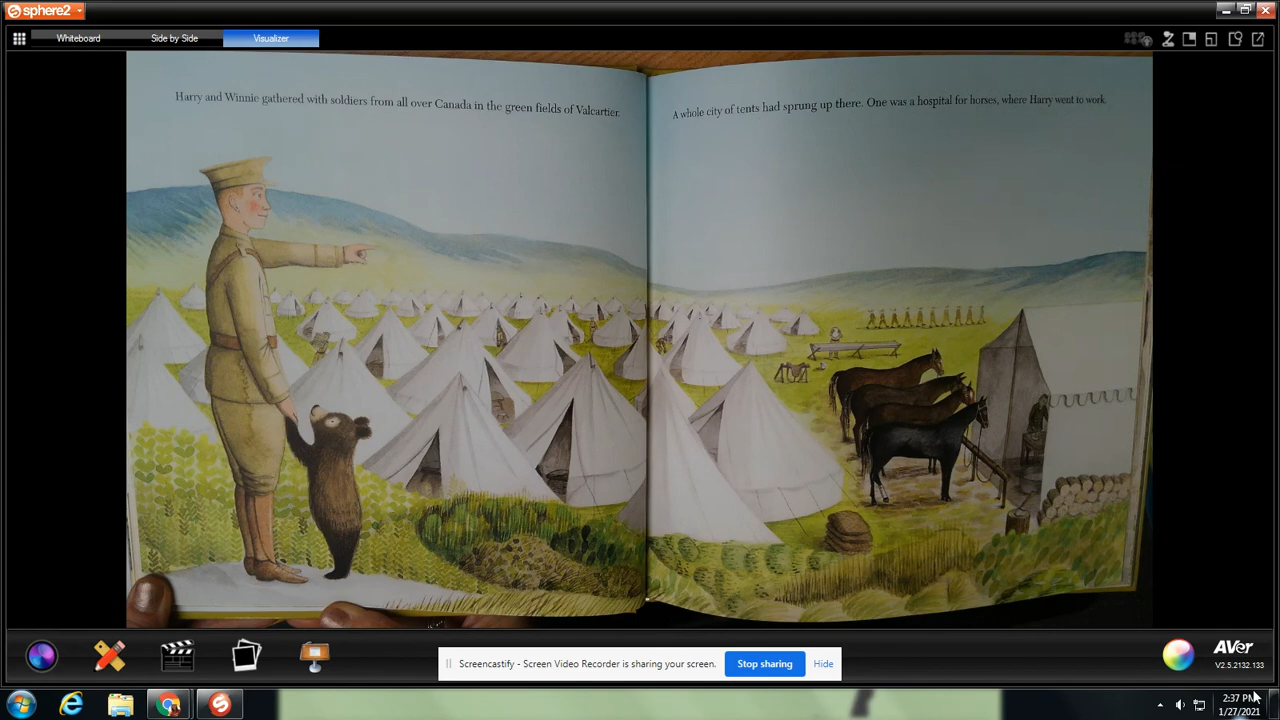 sphere2
Whiteboard
Side by Side
Visualizer
Harry and Winnie gathered with soldiers from all over Canada in the green fields of Valcartier.
A whole city of tents had sprung up there. One was a hospital for horses, where Harry went to work.
Screencastify - Screen Video Recorder is sharing your screen.
Stop sharing
Hide
AVer
V2.5.2132.133
2:37 PM
1/27/2021